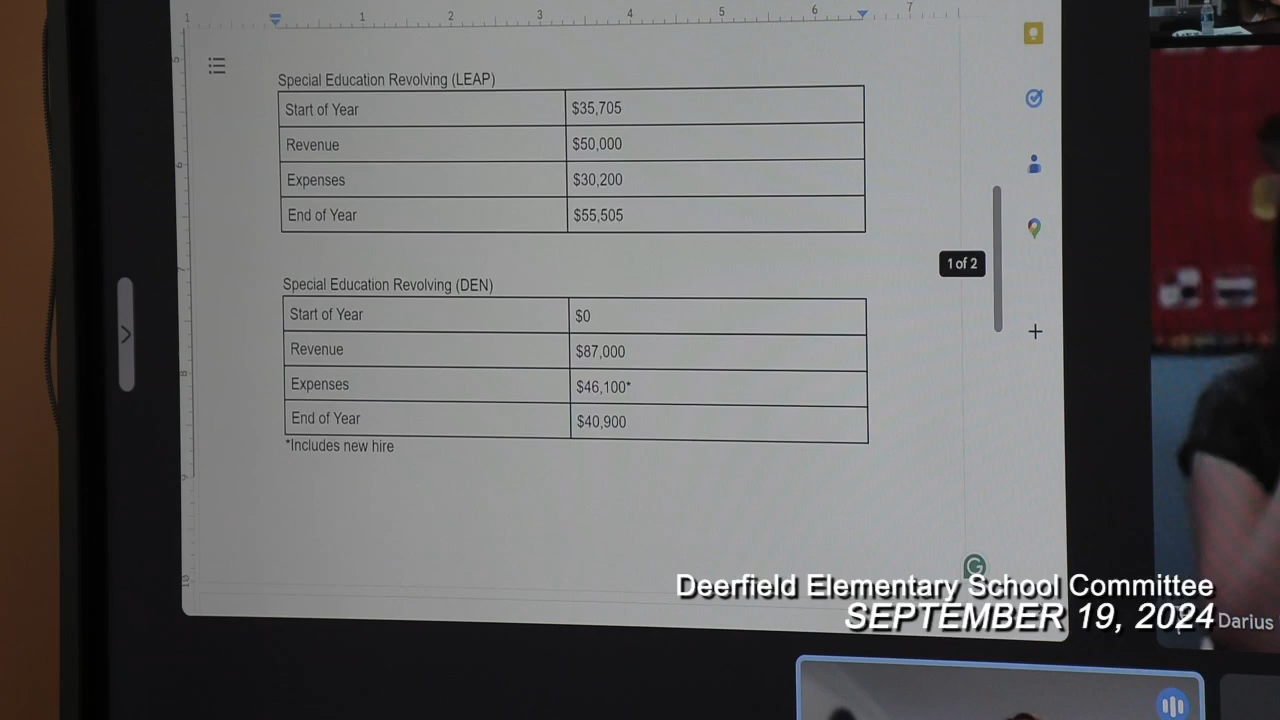 1 1 2 3 4 5 6 7
Special Education Revolving (LEAP)
Start of Year $35,705
Revenue $50,000
Expenses $30,200
End of Year $55,505
1 of 2
Special Education Revolving (DEN)
Start of Year $0
Revenue $87,000
Expenses $46,100*
End of Year $40,900
*Includes new hire
Deerfield Elementary School Committee
SEPTEMBER 19, 2024
Darius